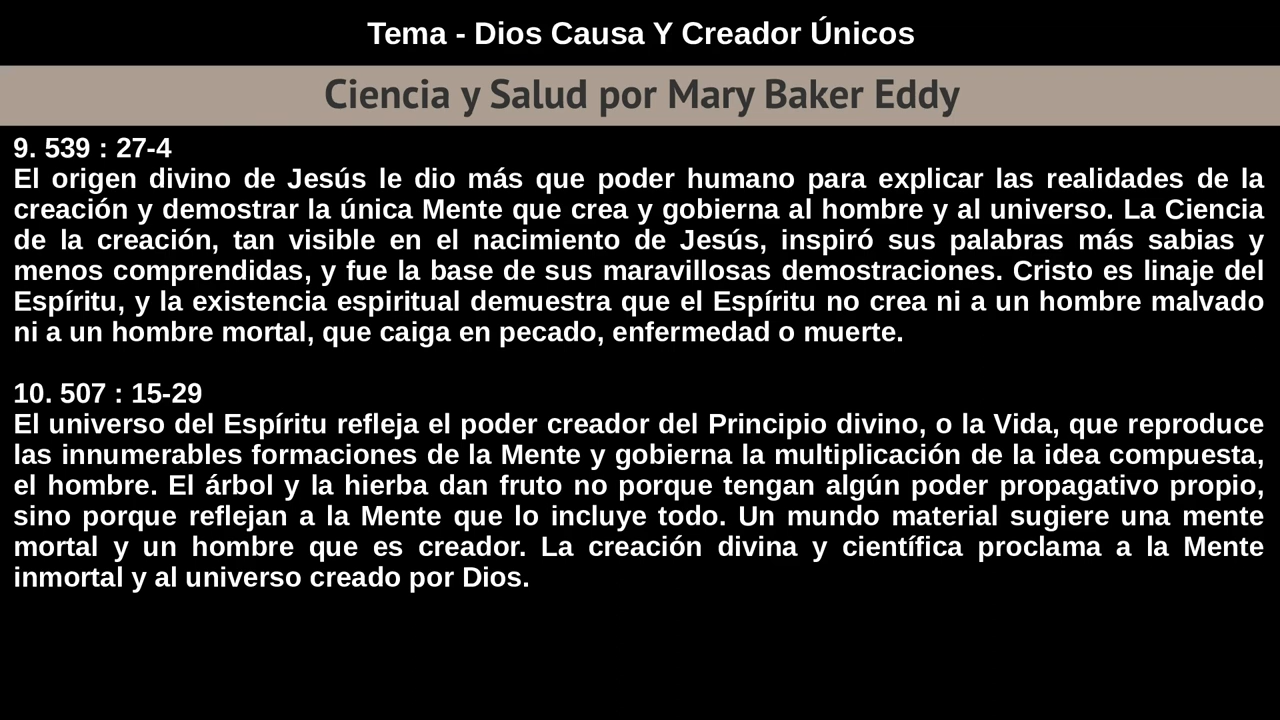 Tema - Dios Causa Y Creador Únicos
Ciencia y Salud por Mary Baker Eddy
9. 539 : 27-4
El origen divino de Jesús le dio más que poder humano para explicar las realidades de la
creación y demostrar la única Mente que crea y gobierna al hombre y al universo. La Ciencia
de la creación, tan visible en el nacimiento de Jesús, inspiró sus palabras más sabias y
menos comprendidas, y fue la base de sus maravillosas demostraciones. Cristo es linaje del
Espíritu, y la existencia espiritual demuestra que el Espíritu no crea ni a un hombre malvado
ni a un hombre mortal, que caiga en pecado, enfermedad o muerte.
10. 507 : 15-29
El universo del Espíritu refleja el poder creador del Principio divino, o la Vida, que reproduce
las innumerables formaciones de la Mente y gobierna la multiplicación de la idea compuesta,
el hombre. El árbol y la hierba dan fruto no porque tengan algún poder propagativo propio,
sino porque reflejan a la Mente que lo incluye todo. Un mundo material sugiere una mente
mortal y un hombre que es creador. La creación divina y científica proclama a la Mente
inmortal y al universo creado por Dios.